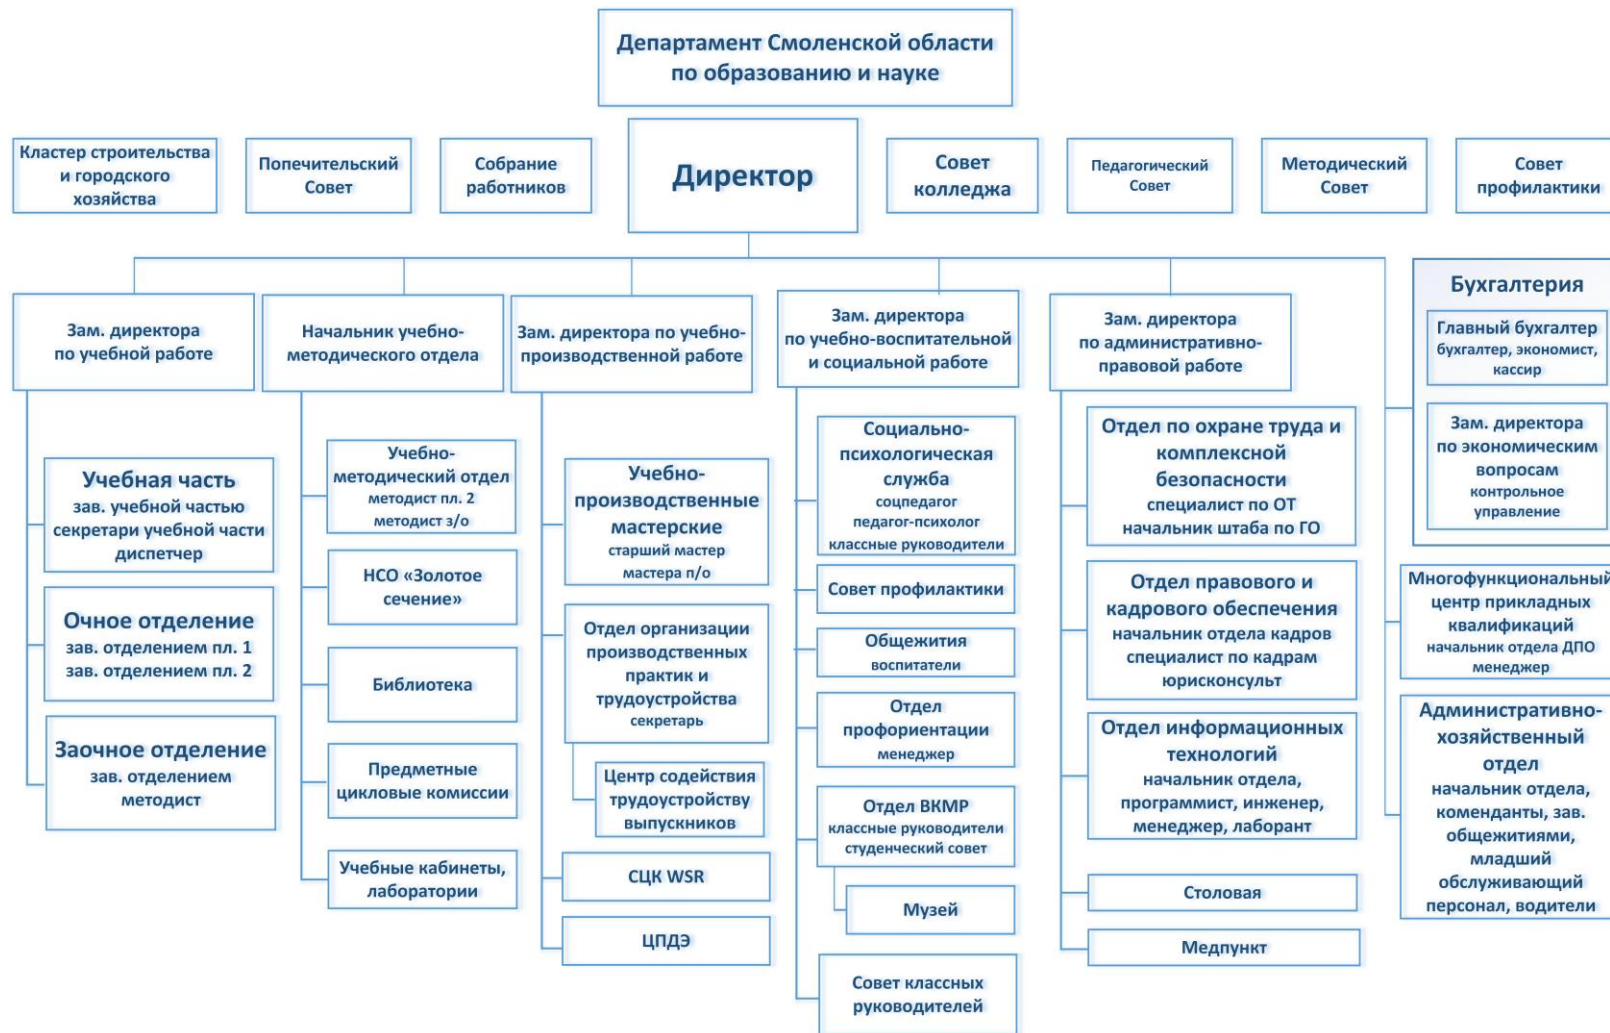 Департамент Смоленской области
по образованию и науке
Кластер строительства
и городского
хозяйства
Попечительский
Совет
Собрание
работников
Директор
Совет
колледжа
Педагогический
Совет
Методический
Совет
Совет
профилактики
Зам. директора
по учебной работе
Учебная часть
зав. учебной частью
секретари учебной части
диспетчер
Очное отделение
зав. отделением пл. 1
зав. отделением пл. 2
Заочное отделение
зав. отделением
методист
Начальник учебно-
методического отдела
Учебно-
методический отдел
методист пл. 2
методист з/о
НСО «Золотое
сечение»
Библиотека
Предметные
цикловые комиссии
Учебные кабинеты,
лаборатории
Зам. директора по учебно-
производственной работе
Учебно-
производственные
мастерские
старший мастер
мастера п/о
Отдел организации
производственных
практик и
трудоустройства
секретарь
Центр содействия
трудоустройству
выпускников
СЦК WSR
ЦПДЭ
Зам. директора
по учебно-воспитательной
и социальной работе
Социально-
психологическая
служба
соцпедагог
педагог-психолог
классные руководители
Совет профилактики
Общежития
воспитатели
Отдел
профориентации
менеджер
Отдел ВКМР
классные руководители
студенческий совет
Музей
Совет классных
руководителей
Зам. директора
по административно-
правовой работе
Отдел по охране труда и
комплексной
безопасности
специалист по ОТ
начальник штаба по ГО
Отдел правового и
кадрового обеспечения
начальник отдела кадров
специалист по кадрам
юрисконсульт
Отдел информационных
технологий
начальник отдела,
программист, инженер,
менеджер, лаборант
Столовая
Медпункт
Бухгалтерия
Главный бухгалтер
бухгалтер, экономист,
кассир
Зам. директора
по экономическим
вопросам
контрольное
управление
Многофункциональный
центр прикладных
квалификаций
начальник отдела ДПО
менеджер
Административно-
хозяйственный
отдел
начальник отдела,
коменданты, зав.
общежитиями,
младший
обслуживающий
персонал, водители